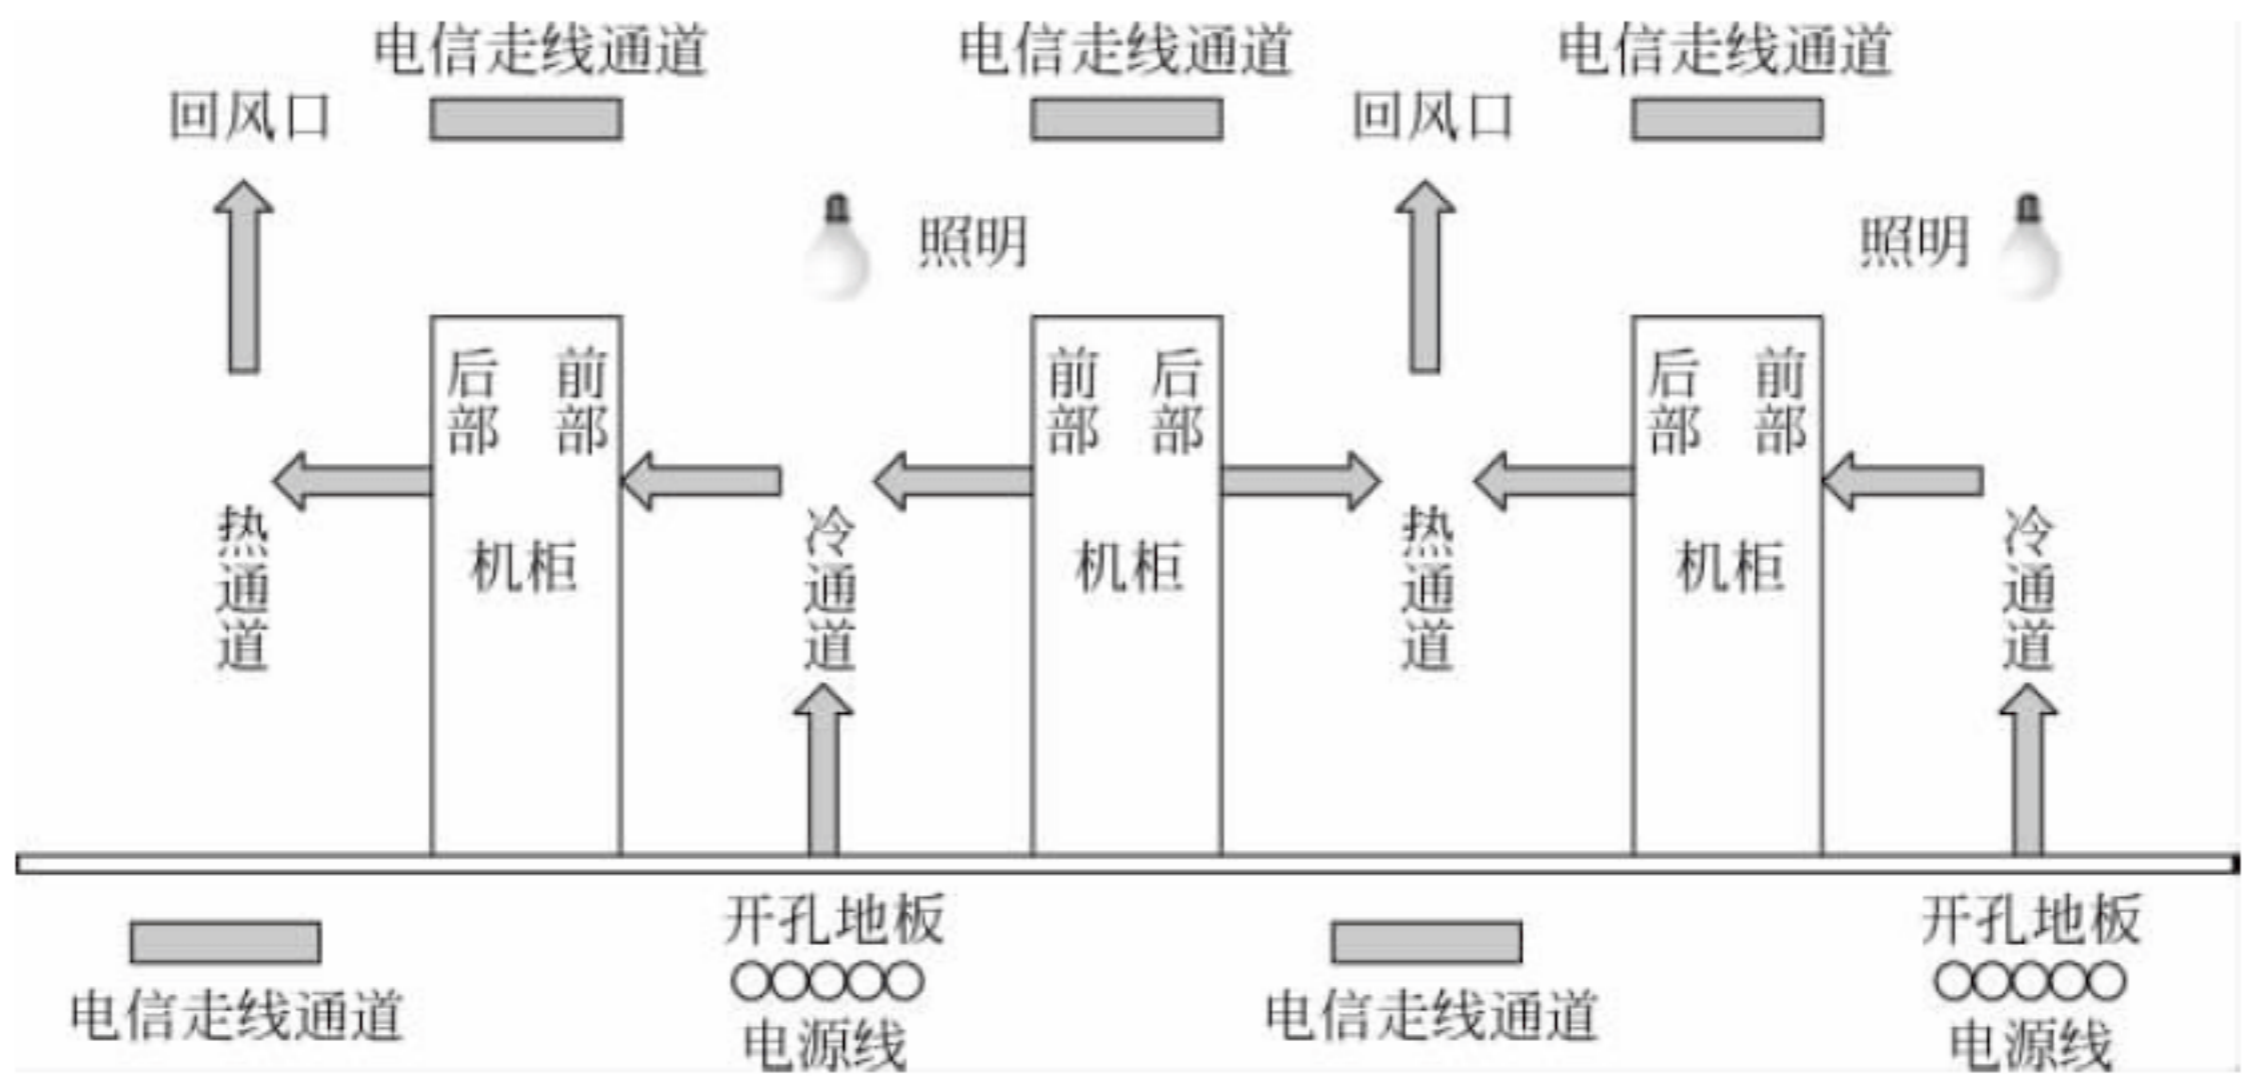 电信走线通道
电信走线通道
电信走线通道
回风口
回风口
照明
照明
后部
前部
前部
后部
后部
前部
热通道
机柜
冷通道
机柜
热通道
机柜
冷通道
开孔地板
开孔地板
电信走线通道
电源线
电信走线通道
电源线